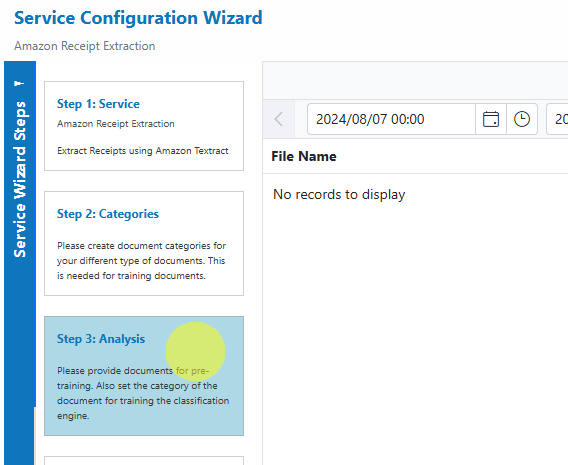 Service Configuration Wizard
Amazon Receipt Extraction
Service Wizard Steps
Step 1: Service
Amazon Receipt Extraction
Extract Receipts using Amazon Textract
Step 2: Categories
Please create document categories for
your different type of documents. This
is needed for training documents.
Step 3: Analysis
Please provide documents for pre-
training. Also set the category of the
document for training the classification
engine.
2024/08/07 00:00
20
File Name
No records to display